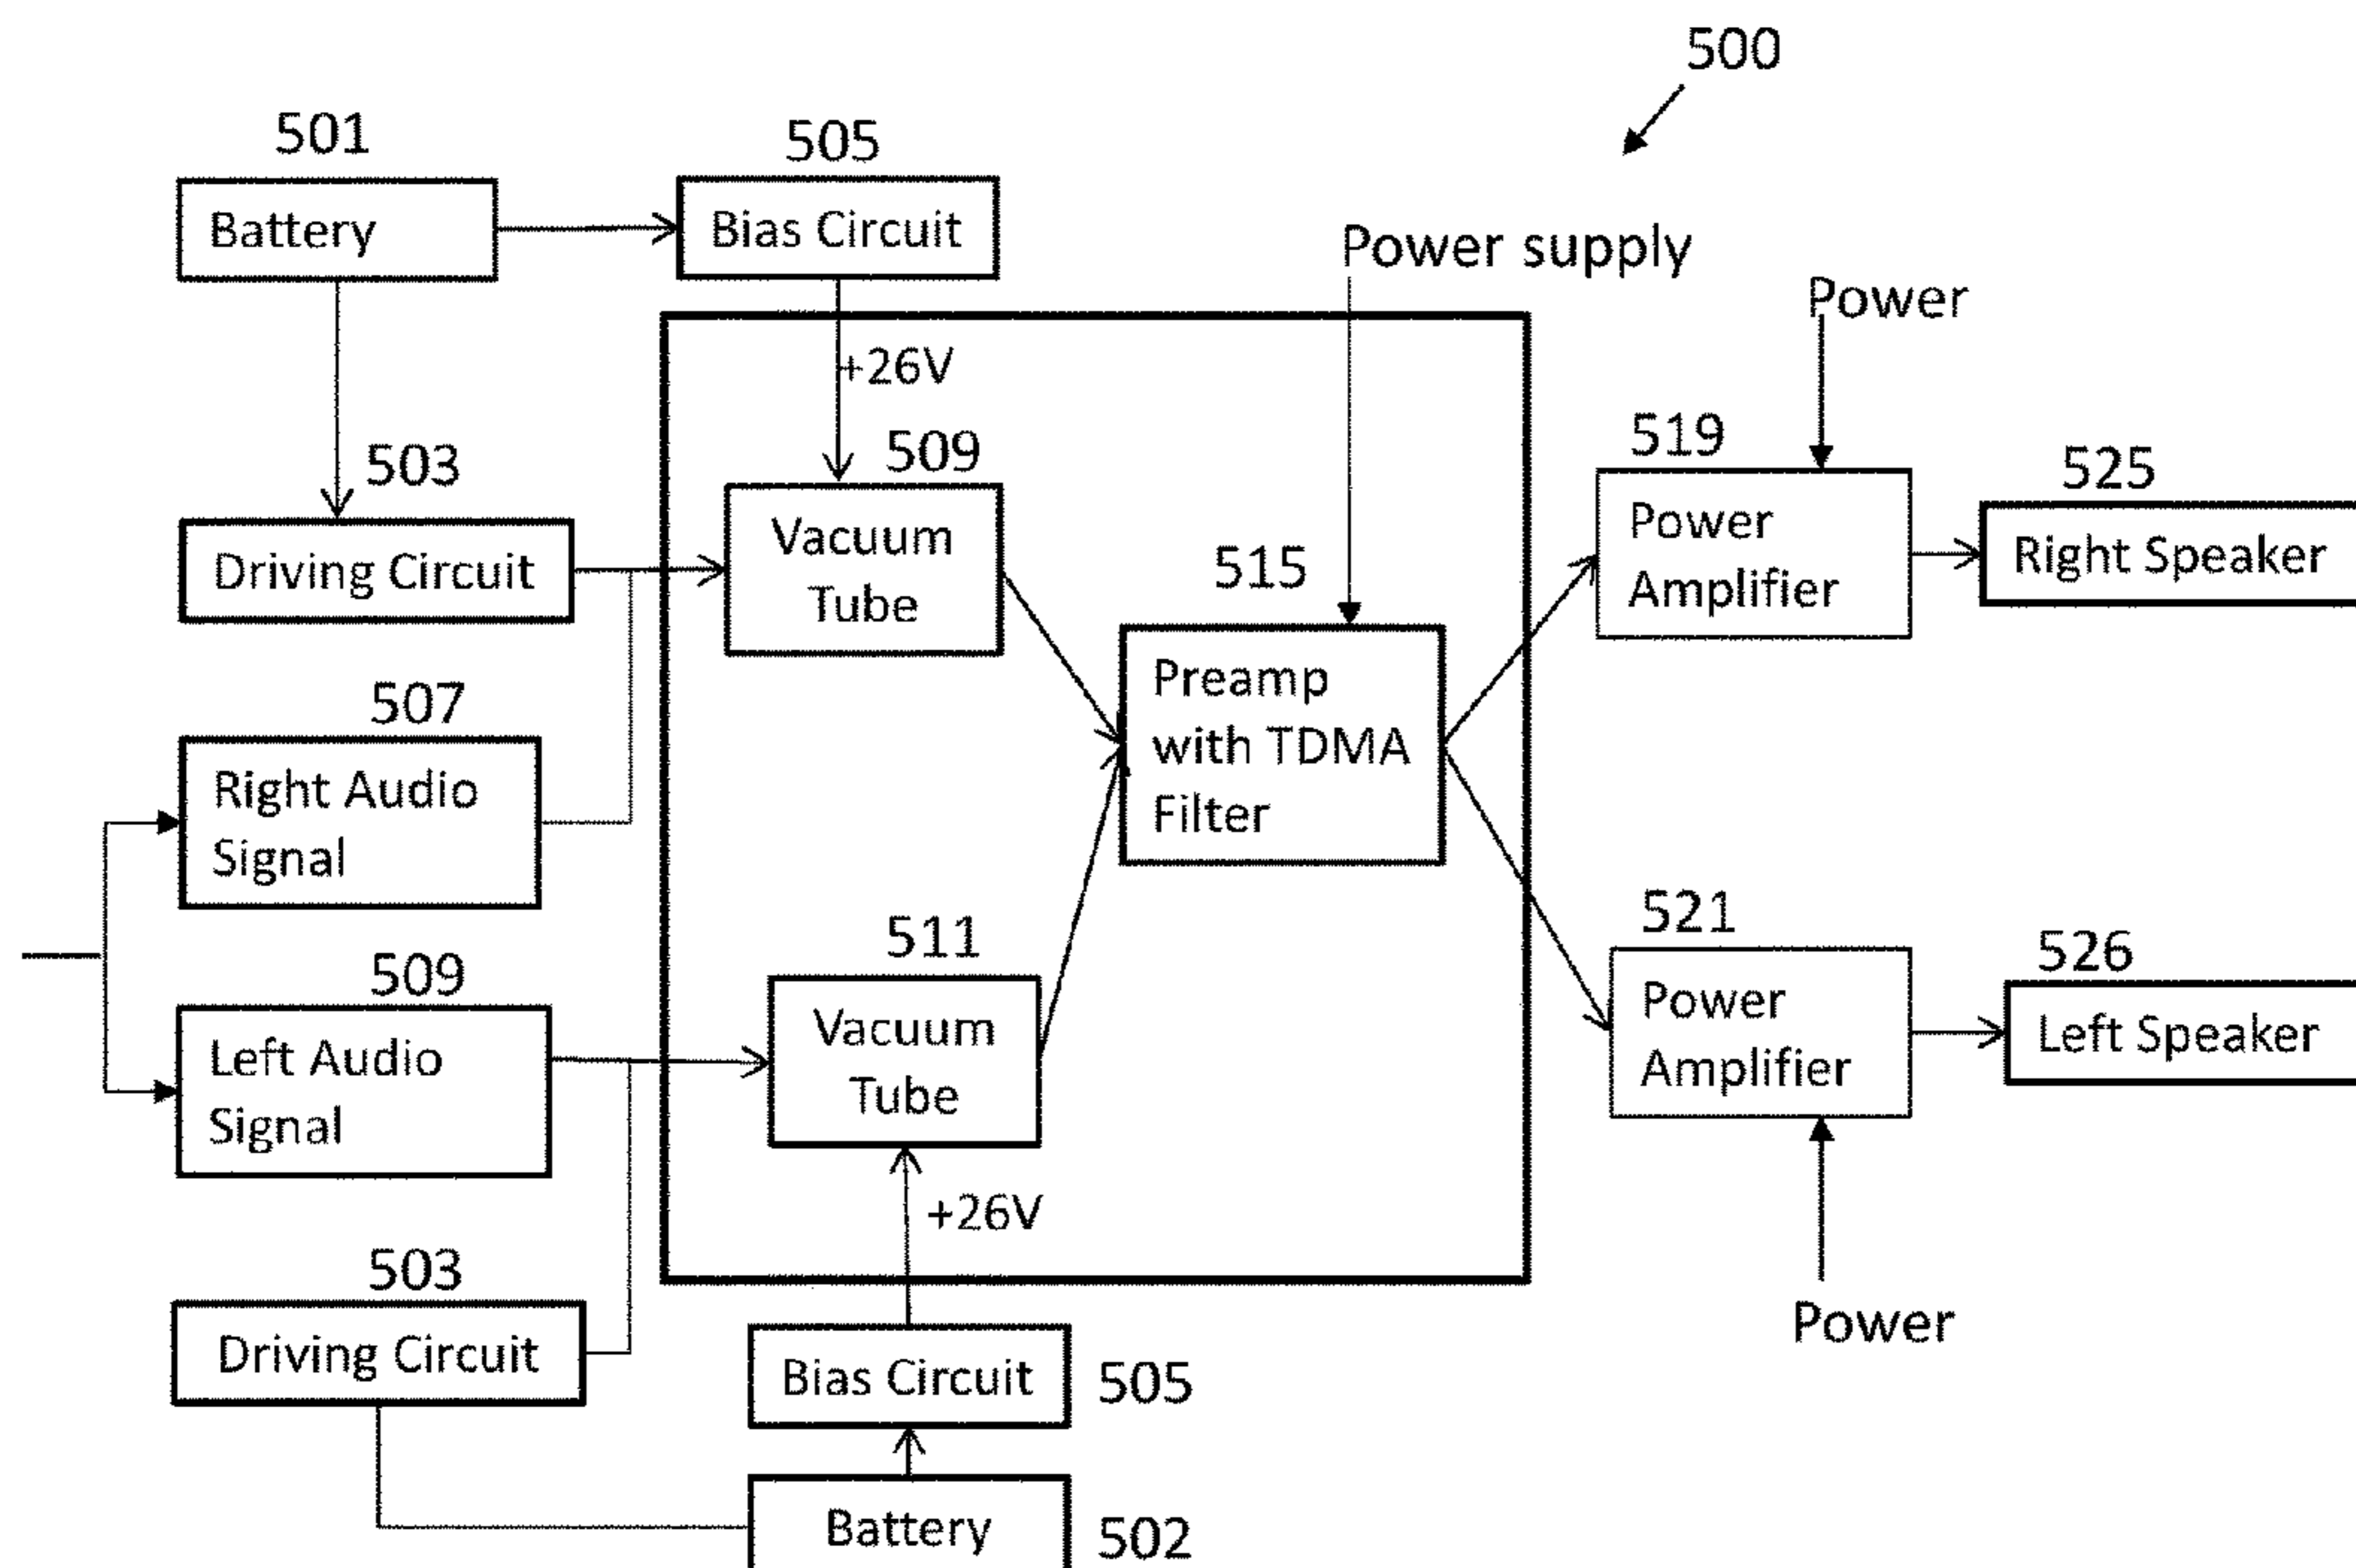 500
501
505
Battery
Bias Circuit
Power supply
Power
+26V
503
509
519
525
Driving Circuit
Vacuum
Tube
515
Power
Amplifier
Right Speaker
507
Right Audio
Signal
Preamp
with TDMA
Filter
509
Left Audio
Signal
511
Vacuum
Tube
521
Power
Amplifier
526
Left Speaker
+26V
503
Driving Circuit
Power
Bias Circuit
505
Battery
502